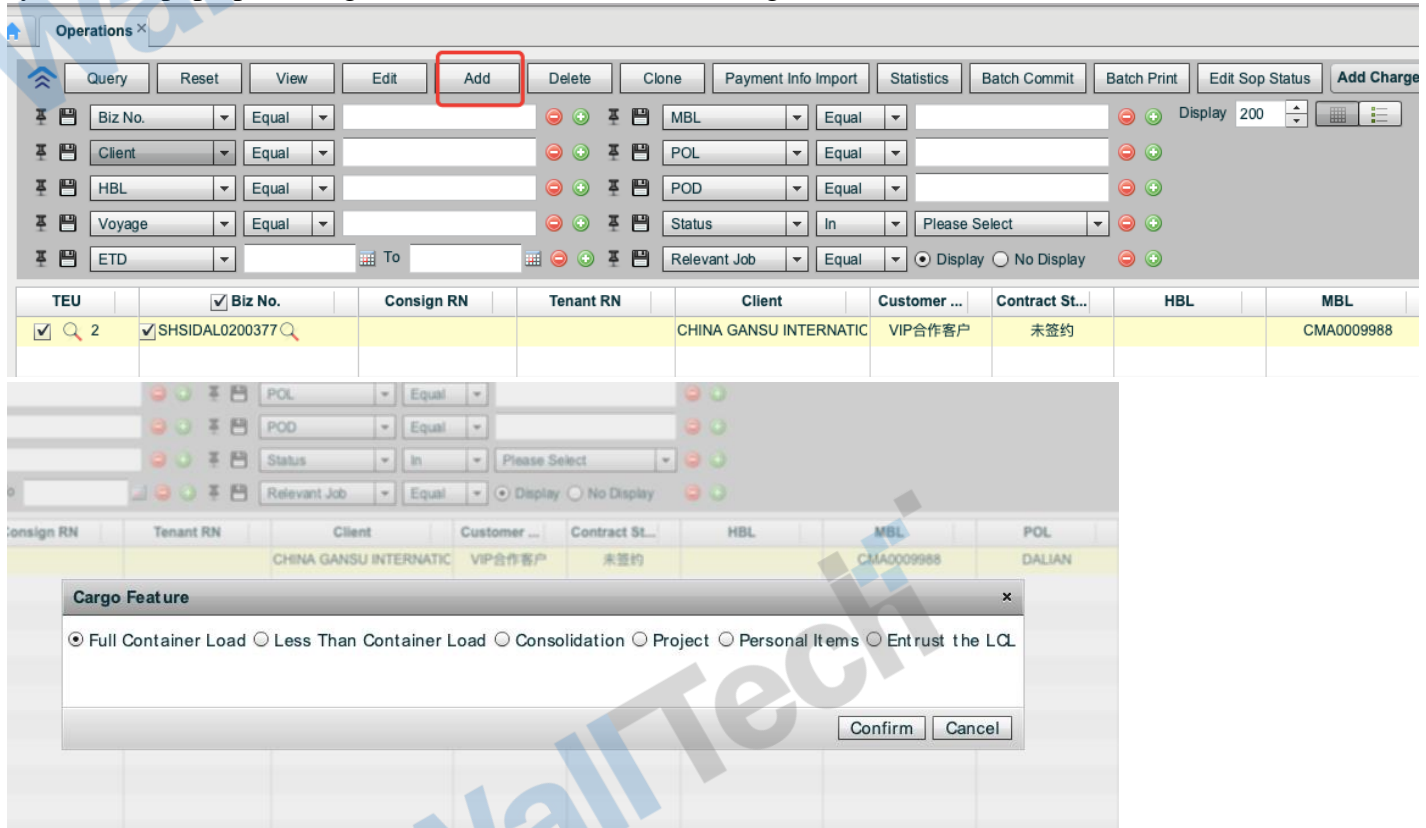 Operations ×
Query Reset View Edit Add Delete Clone Payment Info Import Statistics Batch Commit Batch Print Edit Sop Status Add Charge
Biz No. Equal MBL Equal Display 200
Client Equal POL Equal
HBL Equal POD Equal
Voyage Equal Status In Please Select
ETD To Relevant Job Equal Display No Display
TEU Biz No. Consign RN Tenant RN Client Customer ... Contract St... HBL MBL
2 SHSIDAL0200377 CHINA GANSU INTERNATIC VIP合作客户 未签约 CMA0009988
POL Equal
POD Equal
Status In Please Select
Relevant Job Equal Display No Display
Consign RN Tenant RN Client Customer ... Contract St... HBL MBL POL
CHINA GANSU INTERNATIC VIP合作客户 未签约 CMA0009988 DALIAN
Cargo Feature ×
Full Container Load Less Than Container Load Consolidation Project Personal Items Entrust the LCL
Confirm Cancel
WallTech